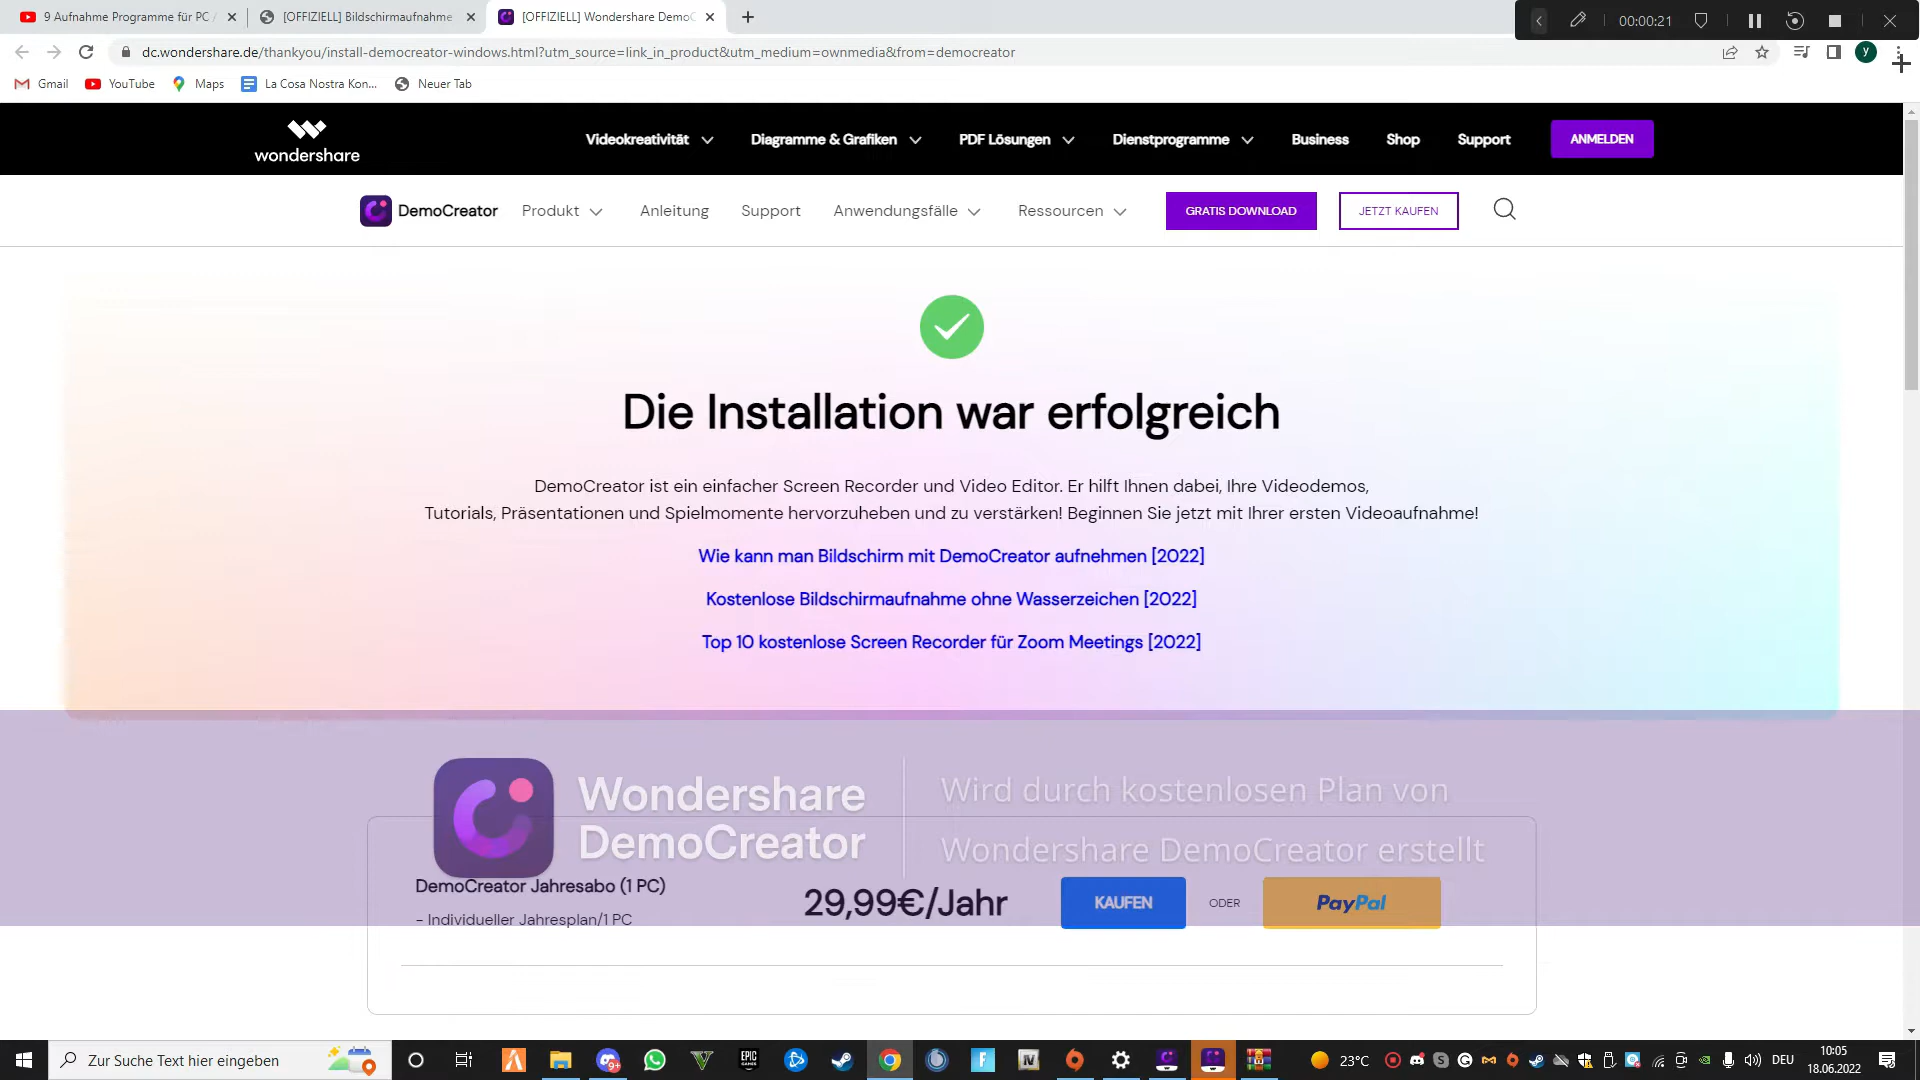 9 Aufnahme Programme für PC /
[OFFIZIELL] Bildschirmaufnahme
[OFFIZIELL] Wondershare DemoC
00:00:21
dc.wondershare.de/thankyou/install-democreator-windows.html?utm_source=link_in_product&utm_medium=ownmedia&from=democreator
y
Gmail
YouTube
Maps
La Cosa Nostra Kon...
Neuer Tab
wondershare
Videokreativität
Diagramme & Grafiken
PDF Lösungen
Dienstprogramme
Business
Shop
Support
ANMELDEN
DemoCreator
Produkt
Anleitung
Support
Anwendungsfälle
Ressourcen
GRATIS DOWNLOAD
JETZT KAUFEN
Die Installation war erfolgreich
DemoCreator ist ein einfacher Screen Recorder und Video Editor. Er hilft Ihnen dabei, Ihre Videodemos,
Tutorials, Präsentationen und Spielmomente hervorzuheben und zu verstärken! Beginnen Sie jetzt mit Ihrer ersten Videoaufnahme!
Wie kann man Bildschirm mit DemoCreator aufnehmen [2022]
Kostenlose Bildschirmaufnahme ohne Wasserzeichen [2022]
Top 10 kostenlose Screen Recorder für Zoom Meetings [2022]
Wondershare
DemoCreator
Wird durch kostenlosen Plan von
Wondershare DemoCreator erstellt
DemoCreator Jahresabo (1 PC)
- Individueller Jahresplan/1 PC
29,99€/Jahr
KAUFEN
ODER
PayPal
Zur Suche Text hier eingeben
9+
EPIC
GAMES
IV
23°C
DEU
10:05
18.06.2022